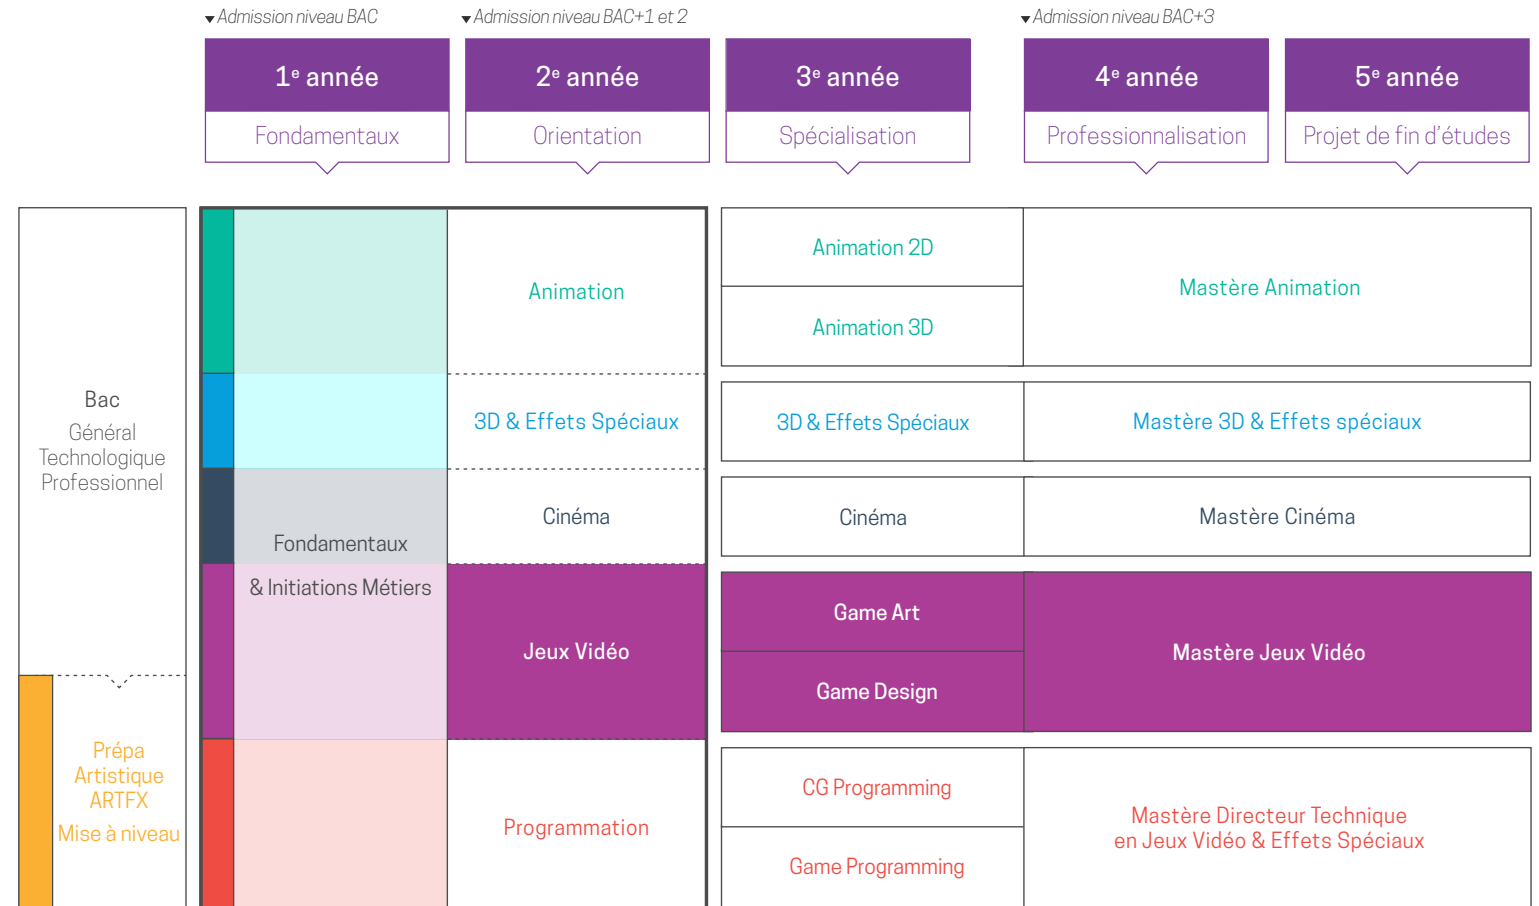 Admission niveau BAC
Admission niveau BAC+1 et 2
Admission niveau BAC+3
1e année
2e année
3e année
4e année
5e année
Fondamentaux
Orientation
Spécialisation
Professionnalisation
Projet de fin d'études
Bac
Général
Technologique
Professionnel
Prépa
Artistique
ARTFX
Mise à niveau
Fondamentaux
& Initiations Métiers
Animation
3D & Effets Spéciaux
Cinéma
Jeux Vidéo
Programmation
Animation 2D
Animation 3D
3D & Effets Spéciaux
Cinéma
Game Art
Game Design
CG Programming
Game Programming
Mastère Animation
Mastère 3D & Effets spéciaux
Mastère Cinéma
Mastère Jeux Vidéo
Mastère Directeur Technique
en Jeux Vidéo & Effets Spéciaux